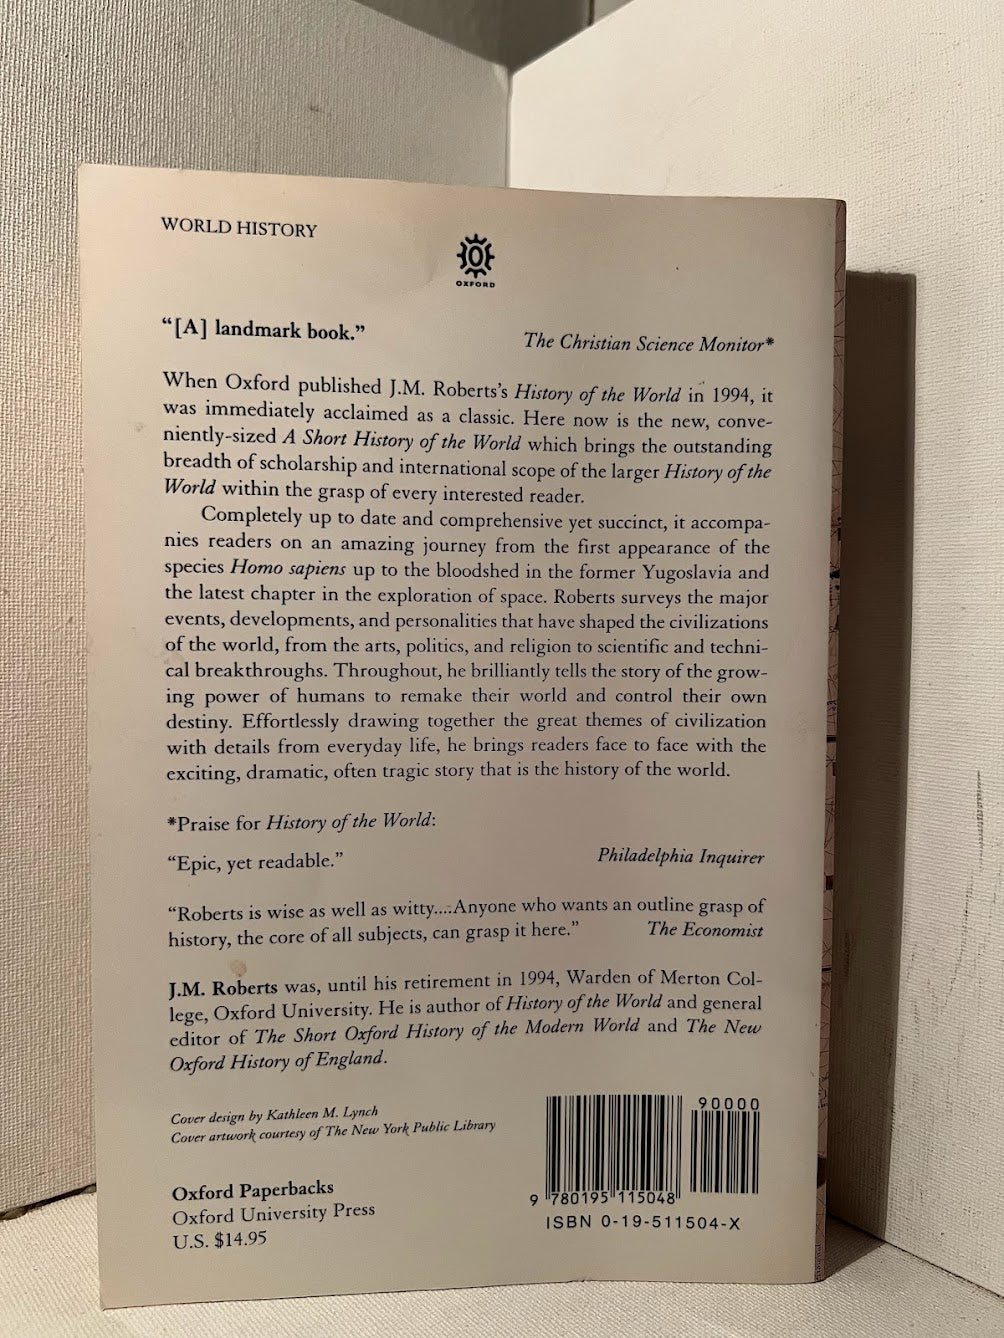 WORLD HISTORY
OXFORD
“[A] landmark book.”
The Christian Science Monitor*
When Oxford published J.M. Roberts’s History of the World in 1994, it
was immediately acclaimed as a classic. Here now is the new, conve-
niently-sized A Short History of the World which brings the outstanding
breadth of scholarship and international scope of the larger History of the
World within the grasp of every interested reader.
Completely up to date and comprehensive yet succinct, it accompa-
nies readers on an amazing journey from the first appearance of the
species Homo sapiens up to the bloodshed in the former Yugoslavia and
the latest chapter in the exploration of space. Roberts surveys the major
events, developments, and personalities that have shaped the civilizations
of the world, from the arts, politics, and religion to scientific and techni-
cal breakthroughs. Throughout, he brilliantly tells the story of the grow-
ing power of humans to remake their world and control their own
destiny. Effortlessly drawing together the great themes of civilization
with details from everyday life, he brings readers face to face with the
exciting, dramatic, often tragic story that is the history of the world.
*Praise for History of the World:
“Epic, yet readable.”
Philadelphia Inquirer
“Roberts is wise as well as witty....Anyone who wants an outline grasp of
history, the core of all subjects, can grasp it here.”
The Economist
J.M. Roberts was, until his retirement in 1994, Warden of Merton Col-
lege, Oxford University. He is author of History of the World and general
editor of The Short Oxford History of the Modern World and The New
Oxford History of England.
Cover design by Kathleen M. Lynch
Cover artwork courtesy of The New York Public Library
Oxford Paperbacks
Oxford University Press
U.S. $14.95
90000
9 780195 115048
ISBN 0-19-511504-X